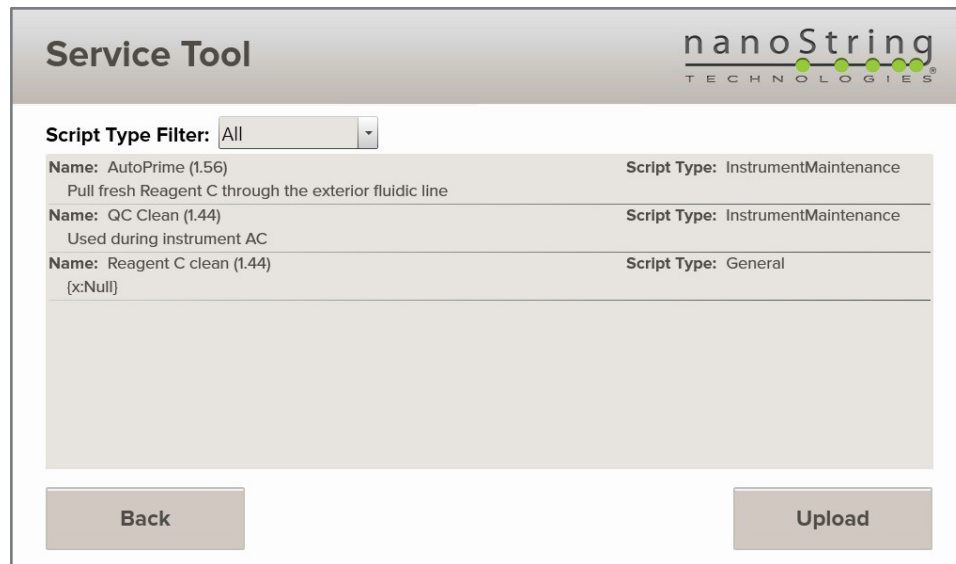 Service Tool
nanoString
TECHNOLOGIES®
Script Type Filter: All
Name: AutoPrime (1.56) Script Type: InstrumentMaintenance
Pull fresh Reagent C through the exterior fluidic line
Name: QC Clean (1.44) Script Type: InstrumentMaintenance
Used during instrument AC
Name: Reagent C clean (1.44) Script Type: General
{x:Null}
Back Upload